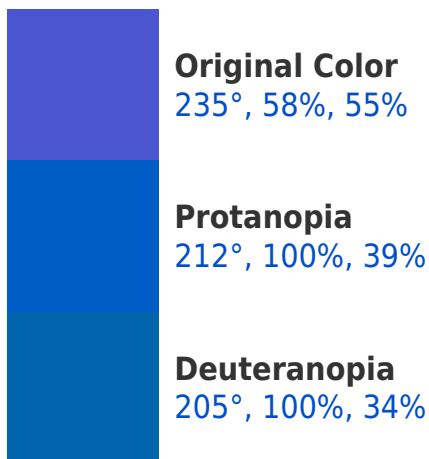 Original Color
235°, 58%, 55%
Protanopia
212°, 100%, 39%
Deuteranopia
205°, 100%, 34%